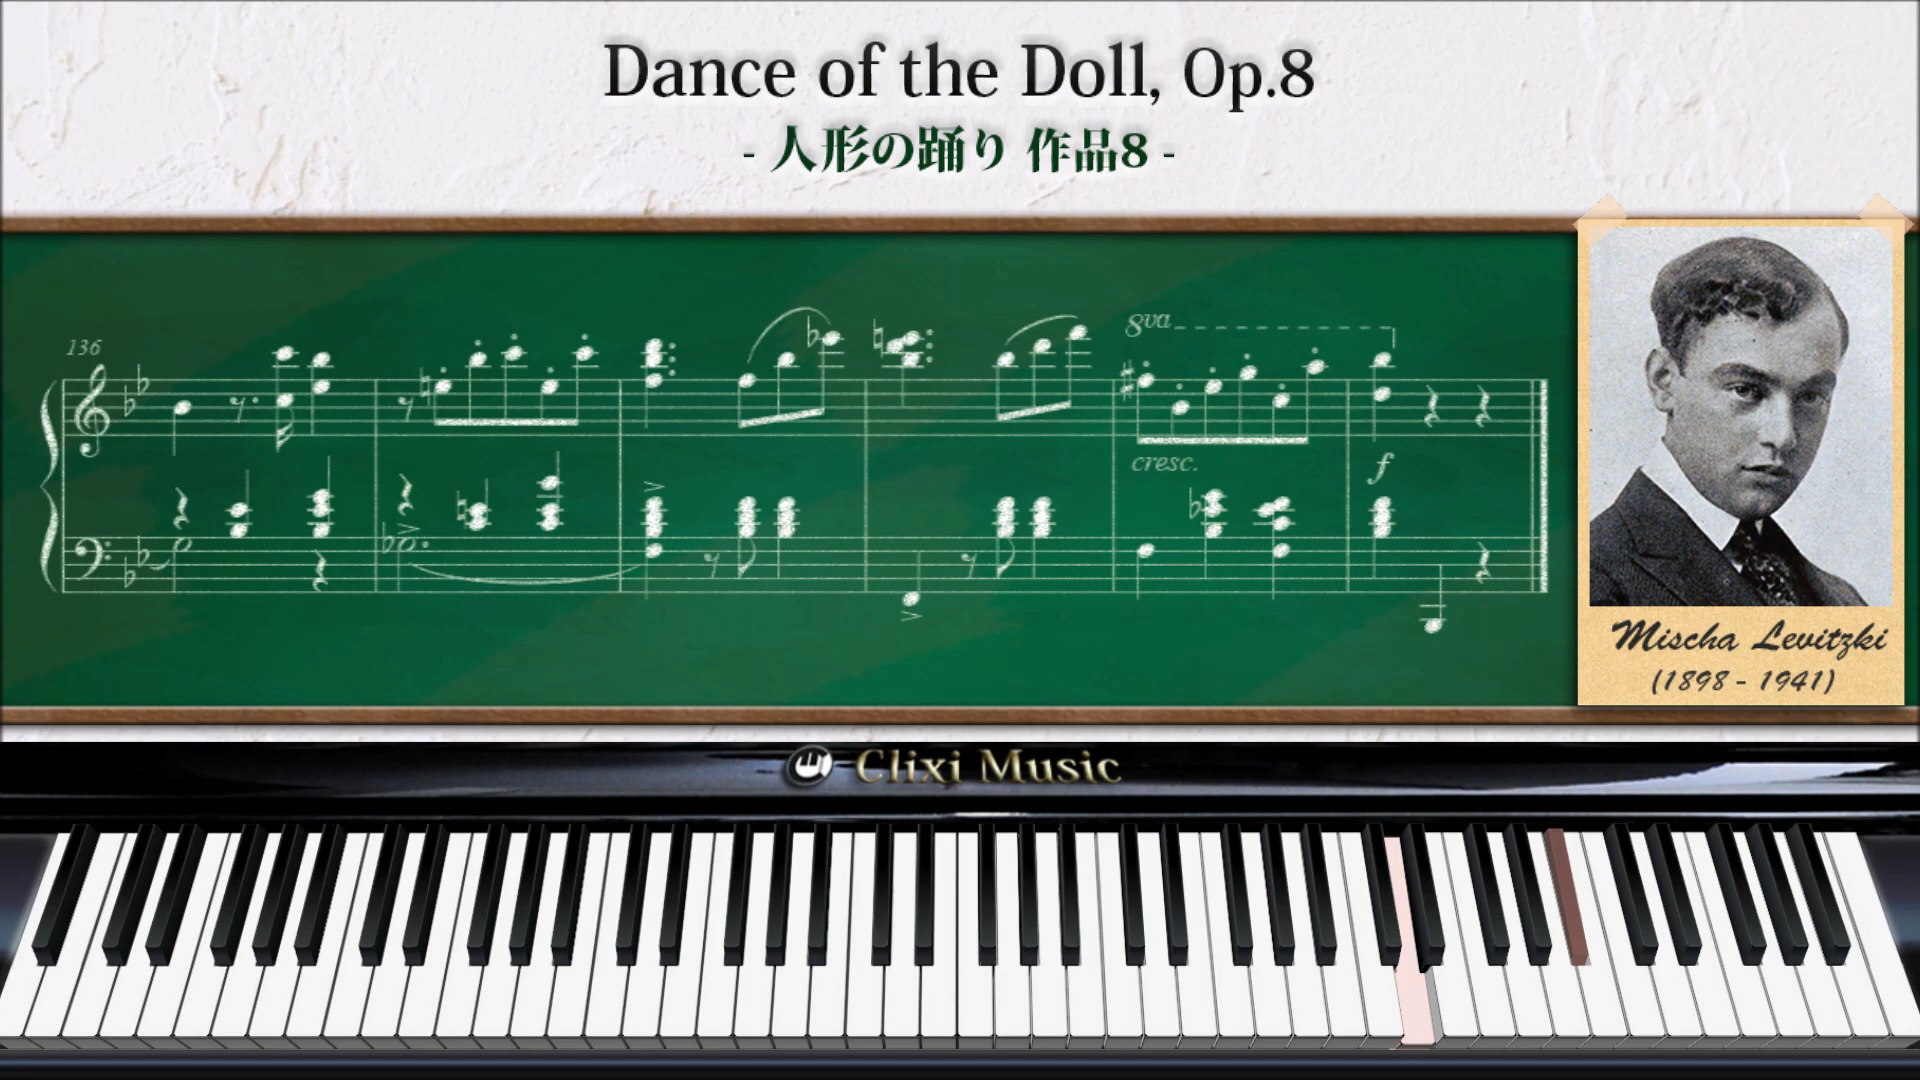 Dance of the Doll, Op.8
- 人形の踊り 作品8 -
136
8va
cresc.
f
Mischa Levitzki
(1898 - 1941)
Clixi Music